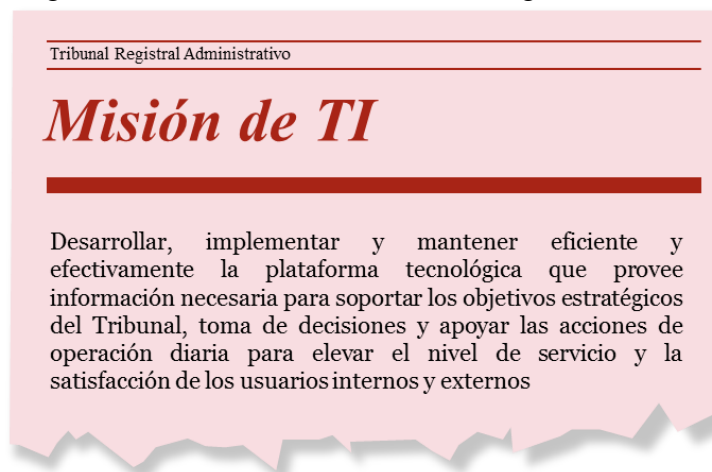 Tribunal Registral Administrativo
Misión de TI
Desarrollar, implementar y mantener eficiente y
efectivamente la plataforma tecnológica que provee
información necesaria para soportar los objetivos estratégicos
del Tribunal, toma de decisiones y apoyar las acciones de
operación diaria para elevar el nivel de servicio y la
satisfacción de los usuarios internos y externos